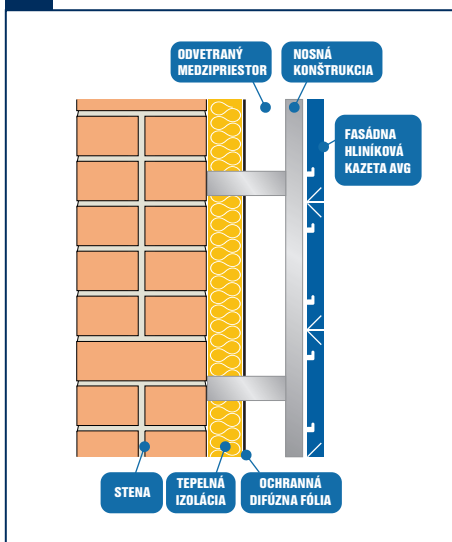 ODVETRANÝ
MEDZIPRIESTOR
NOSNÁ
KONŠTRUKCIA
FASÁDNA
HLINÍKOVÁ
KAZETA AVG
STENA
TEPELNÁ
IZOLÁCIA
OCHRANNÁ
DIFÚZNA FÓLIA